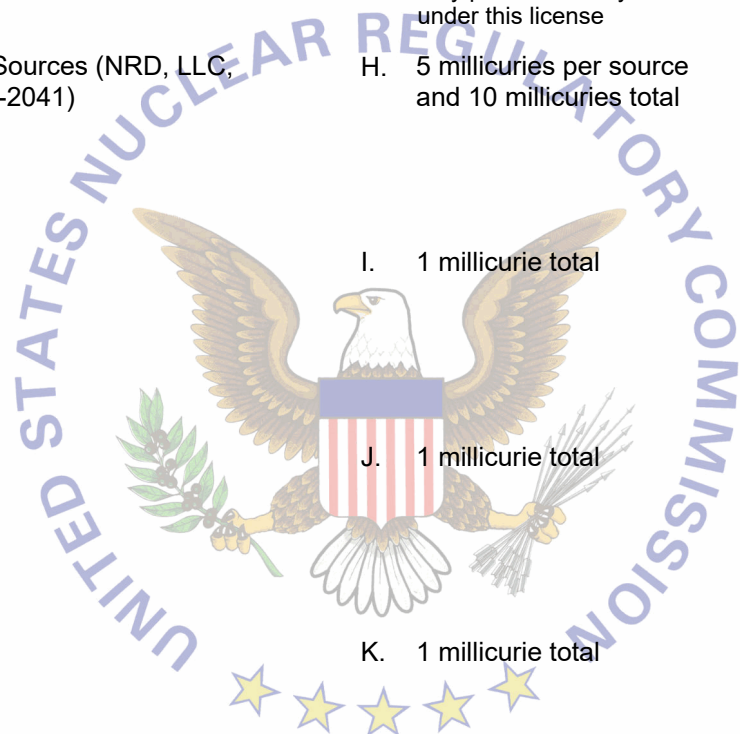 under this license
Sources (NRD, LLC,
H. 5 millicuries per source
-2041)
and 10 millicuries total
I. 1 millicurie total
J. 1 millicurie total
K. 1 millicurie total
UNITED STATES NUCLEAR REGULATORY COMMISSION